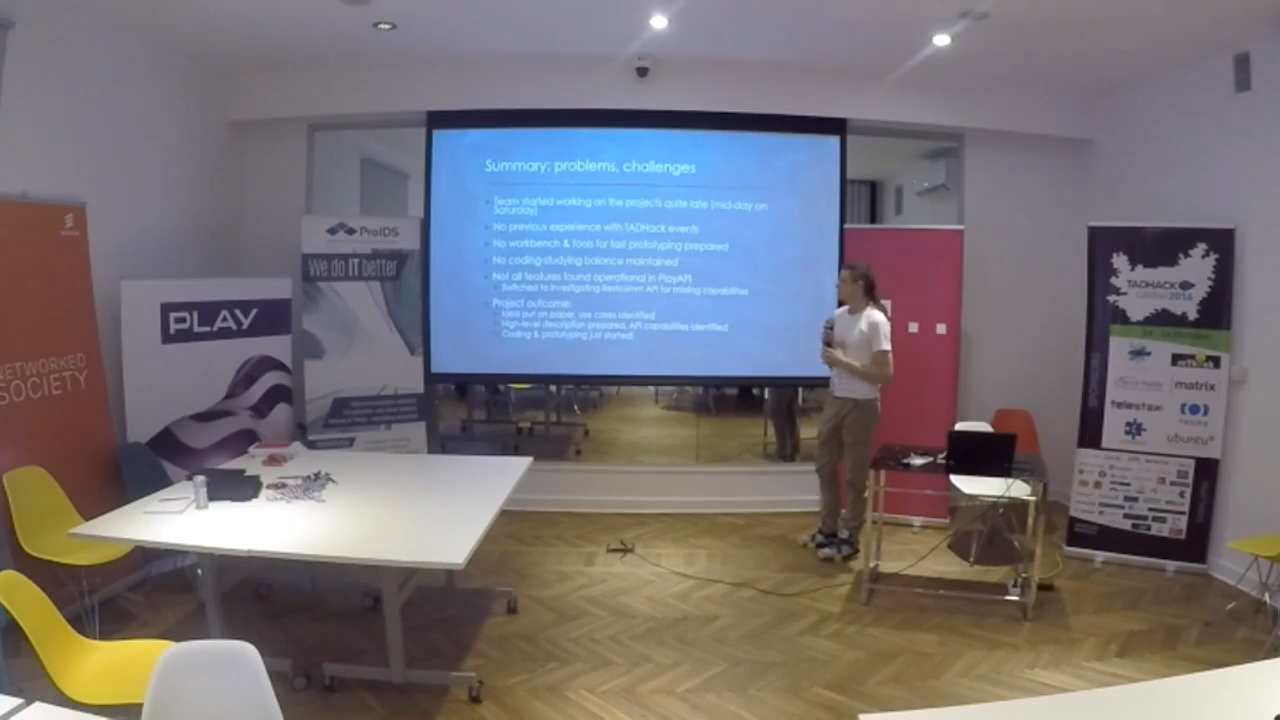 Summary: problems, challenges
Team started working on the projects quite late (mid-day on
Saturday)
No previous experience with TADHack events
No workbench & tools for fast prototyping prepared
No coding-studying balance maintained
Not all features found operational in PlayAPI
Switched to investigating Restcomm API for missing capabilities
Project outcome:
Idea put on paper, use cases identified
High-level description prepared, API capabilities identified
Coding & prototyping just started!
NETWORKED
SOCIETY
PLAY
ProIDS
We do IT better
TADHACK
Global 2016
matrix
telestax
ubuntu